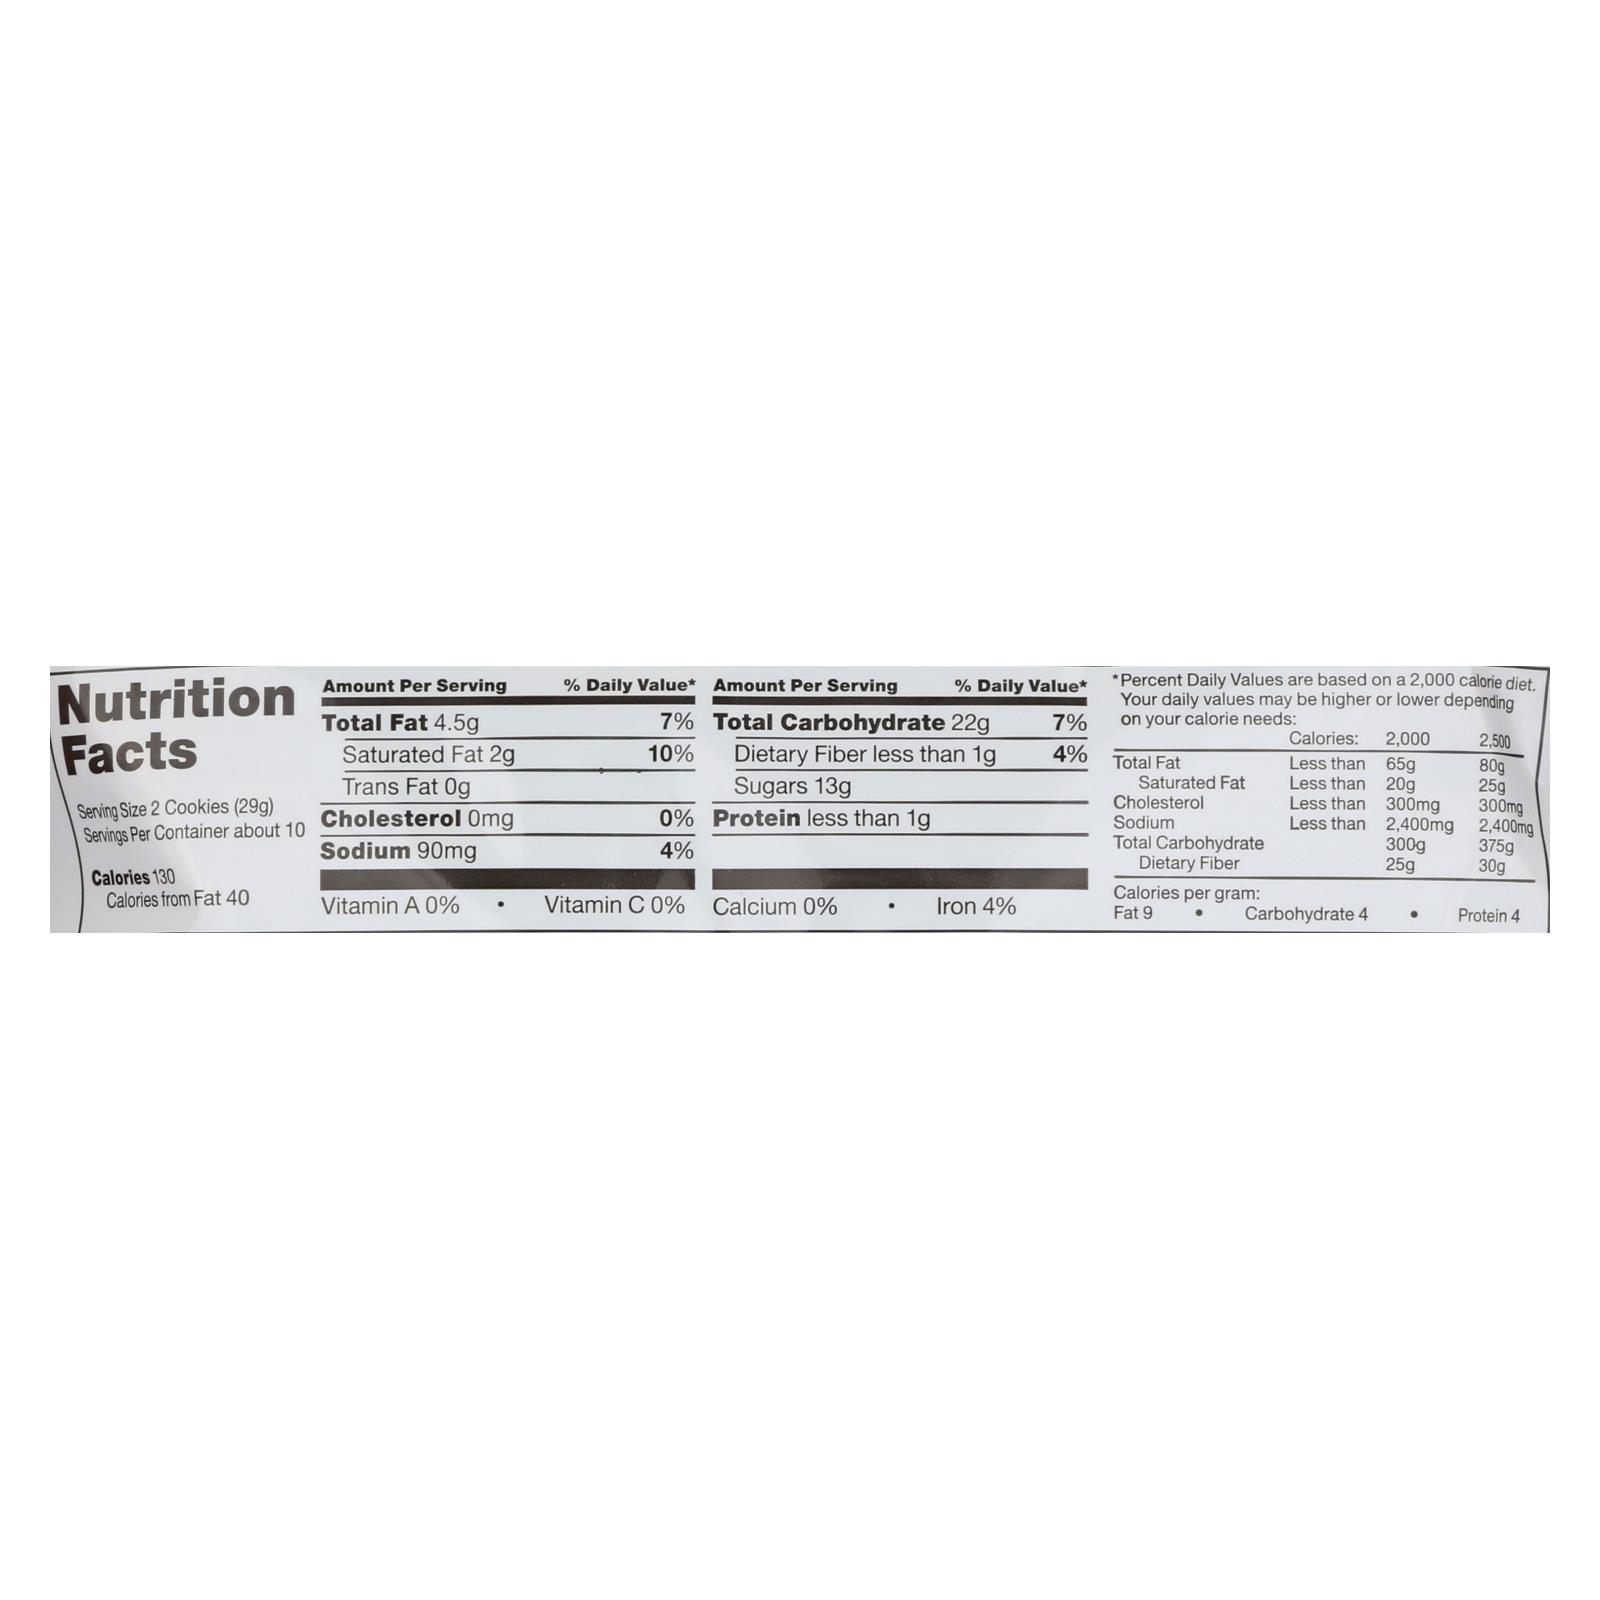 Nutrition
Facts
Serving Size 2 Cookies (29g)
Servings Per Container about 10
Calories 130
Calories from Fat 40
Amount Per Serving % Daily Value*
Total Fat 4.5g 7%
Saturated Fat 2g 10%
Trans Fat 0g
Cholesterol 0mg 0%
Sodium 90mg 4%
Vitamin A 0% • Vitamin C 0%
Amount Per Serving % Daily Value*
Total Carbohydrate 22g 7%
Dietary Fiber less than 1g 4%
Sugars 13g
Protein less than 1g
Calcium 0% • Iron 4%
*Percent Daily Values are based on a 2,000 calorie diet.
Your daily values may be higher or lower depending
on your calorie needs:
Calories: 2,000 2,500
Total Fat Less than 65g 80g
Saturated Fat Less than 20g 25g
Cholesterol Less than 300mg 300mg
Sodium Less than 2,400mg 2,400mg
Total Carbohydrate 300g 375g
Dietary Fiber 25g 30g
Calories per gram:
Fat 9 • Carbohydrate 4 • Protein 4